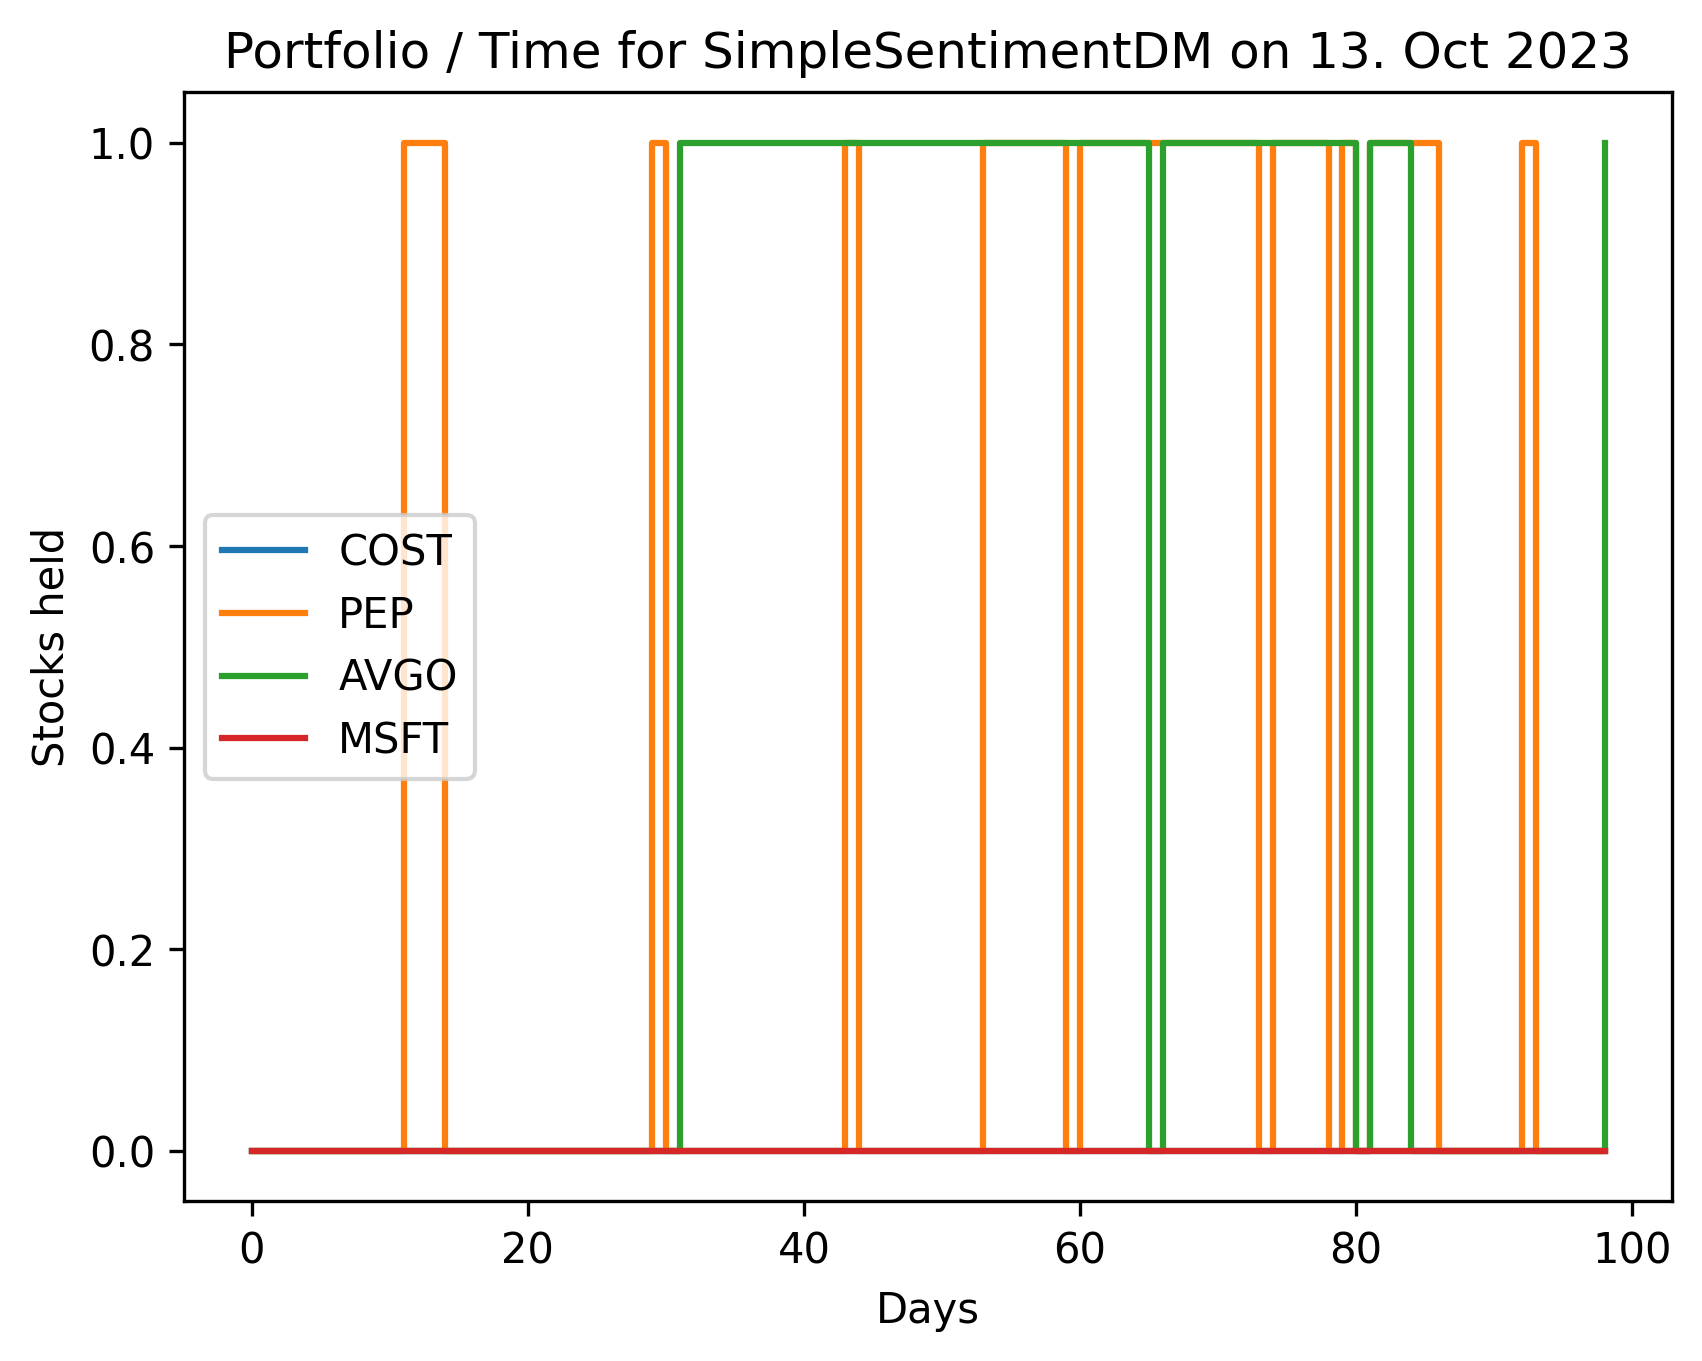 Portfolio / Time for SimpleSentimentDM on 13. Oct 2023
1.0
0.8
0.6
0.4
0.2
0.0
Stocks held
COST
PEP
AVGO
MSFT
0 20 40 60 80 100
Days